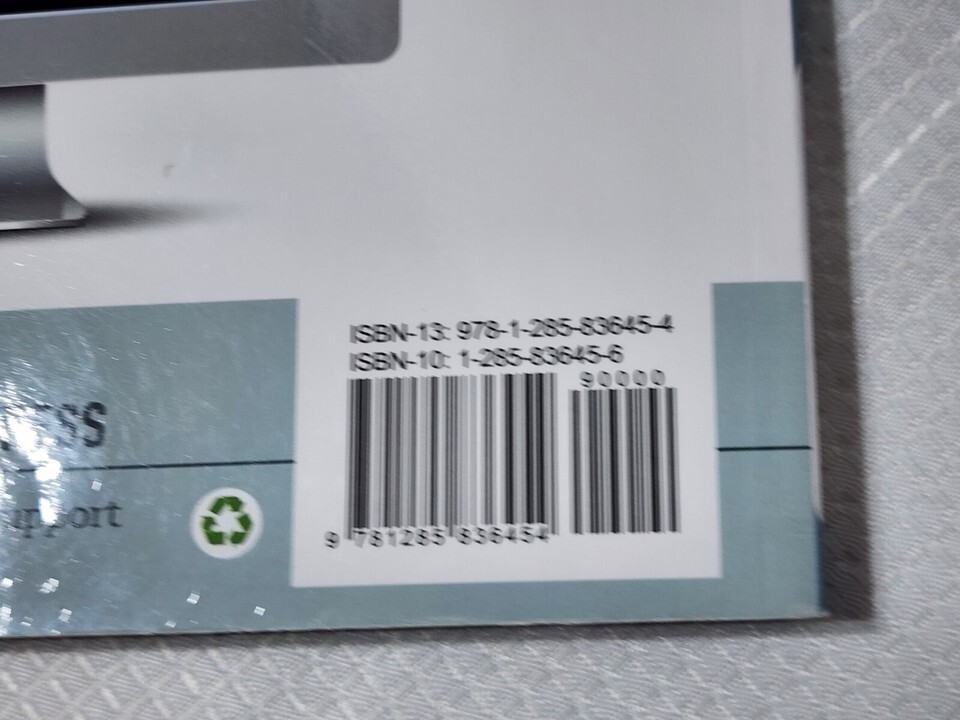 ISBN-13: 978-1-285-83645-4
ISBN-10: 1-285-83645-6
90000
9 781285 836454
upport